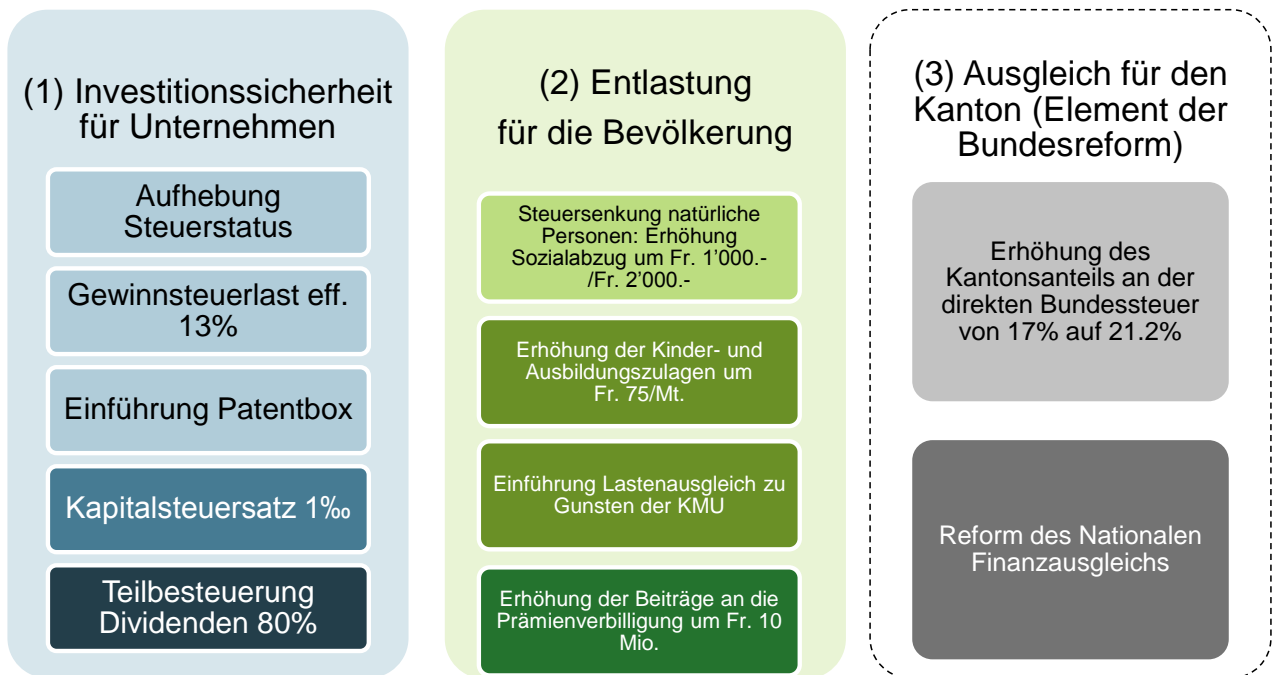 (1) Investitionssicherheit
für Unternehmen
Aufhebung
Steuerstatus
Gewinnsteuerlast eff.
13%
Einführung Patentbox
Kapitalsteuersatz 1‰
Teilbesteuerung
Dividenden 80%
(2) Entlastung
für die Bevölkerung
Steuersenkung natürliche
Personen: Erhöhung
Sozialabzug um Fr. 1’000.-
/Fr. 2’000.-
Erhöhung der Kinder- und
Ausbildungszulagen um
Fr. 75/Mt.
Einführung Lastenausgleich zu
Gunsten der KMU
Erhöhung der Beiträge an die
Prämienverbilligung um Fr. 10
Mio.
(3) Ausgleich für den
Kanton (Element der
Bundesreform)
Erhöhung des
Kantonsanteils an der
direkten Bundessteuer
von 17% auf 21.2%
Reform des Nationalen
Finanzausgleichs